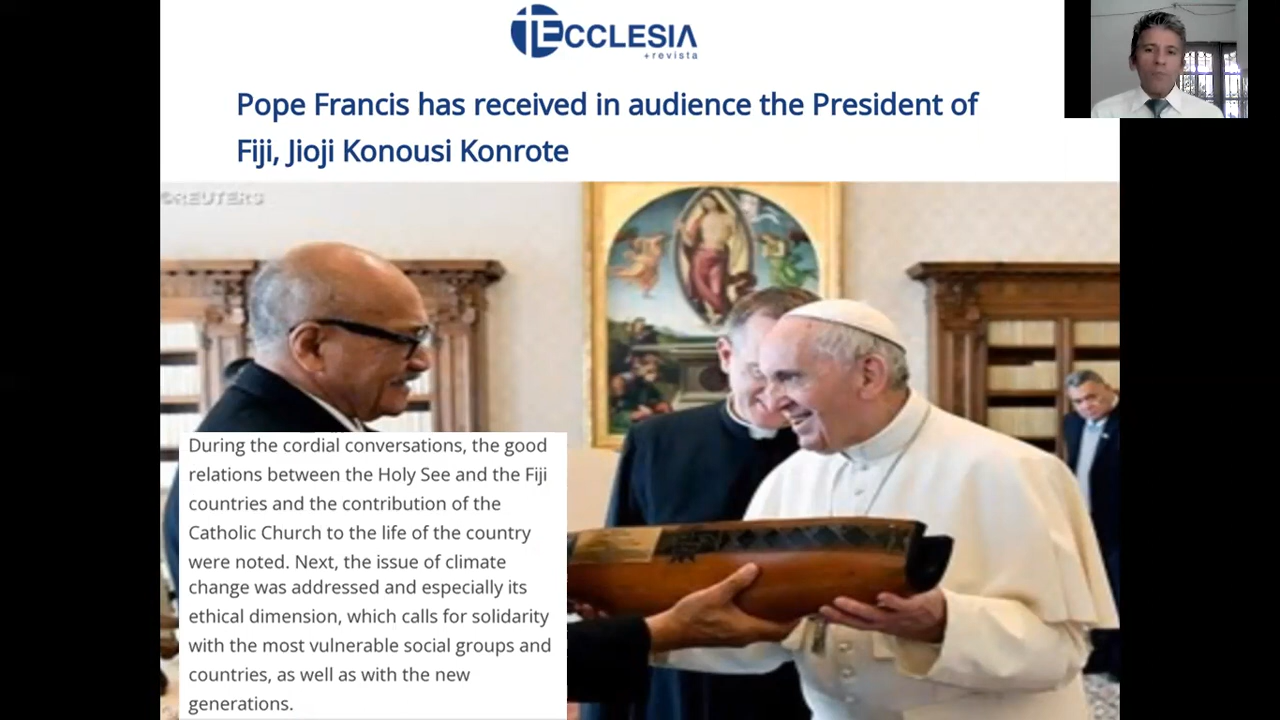 ECCLESIA
+revista
Pope Francis has received in audience the President of
Fiji, Jioji Konousi Konrote
©REUTERS
During the cordial conversations, the good
relations between the Holy See and the Fiji
countries and the contribution of the
Catholic Church to the life of the country
were noted. Next, the issue of climate
change was addressed and especially its
ethical dimension, which calls for solidarity
with the most vulnerable social groups and
countries, as well as with the new
generations.